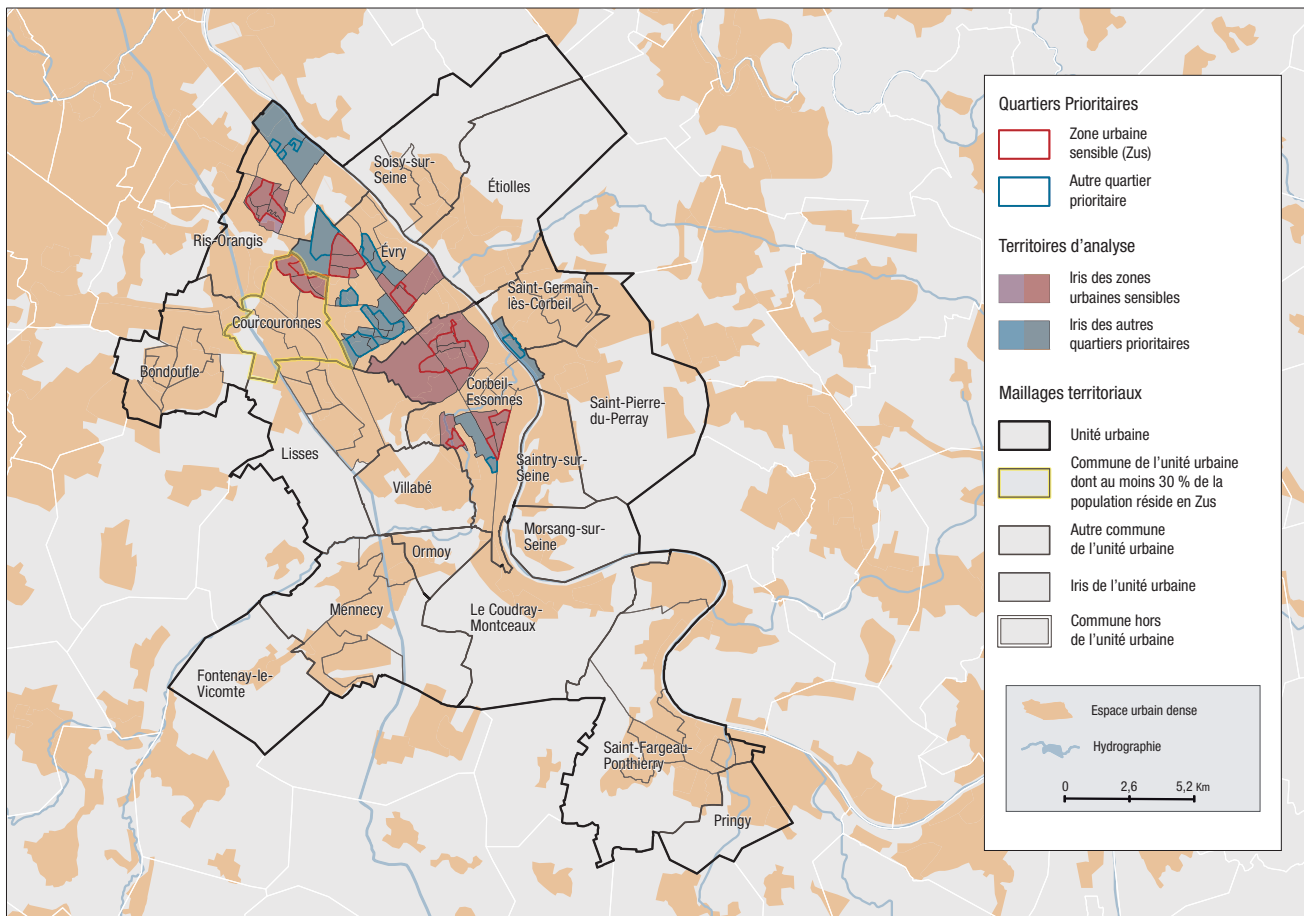 Soisy-sur-
Seine
Étiolles
Ris-Orangis
Évry
Saint-Germain-
lès-Corbeil
Courcouronnes
Bondoufle
Corbeil-
Essonnes
Saint-Pierre-
du-Perray
Lisses
Saintry-sur-
Seine
Villabé
Morsang-sur-
Seine
Ormoy
Mennecy
Le Coudray-
Montceaux
Fontenay-le-
Vicomte
Saint-Fargeau-
Ponthierry
Pringy
Quartiers Prioritaires
Zone urbaine
sensible (Zus)
Autre quartier
prioritaire
Territoires d'analyse
Iris des zones
urbaines sensibles
Iris des autres
quartiers prioritaires
Maillages territoriaux
Unité urbaine
Commune de l'unité urbaine
dont au moins 30 % de la
population réside en Zus
Autre commune
de l'unité urbaine
Iris de l'unité urbaine
Commune hors
de l'unité urbaine
Espace urbain dense
Hydrographie
0 2,6 5,2 Km